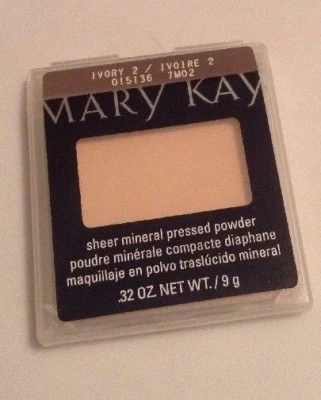 IVORY 2 / IVOIRE 2
015136 7M02
MARY KAY
sheer mineral pressed powder
poudre minérale compacte diaphane
maquillaje en polvo traslúcido mineral
.32 OZ. NET WT. / 9 g